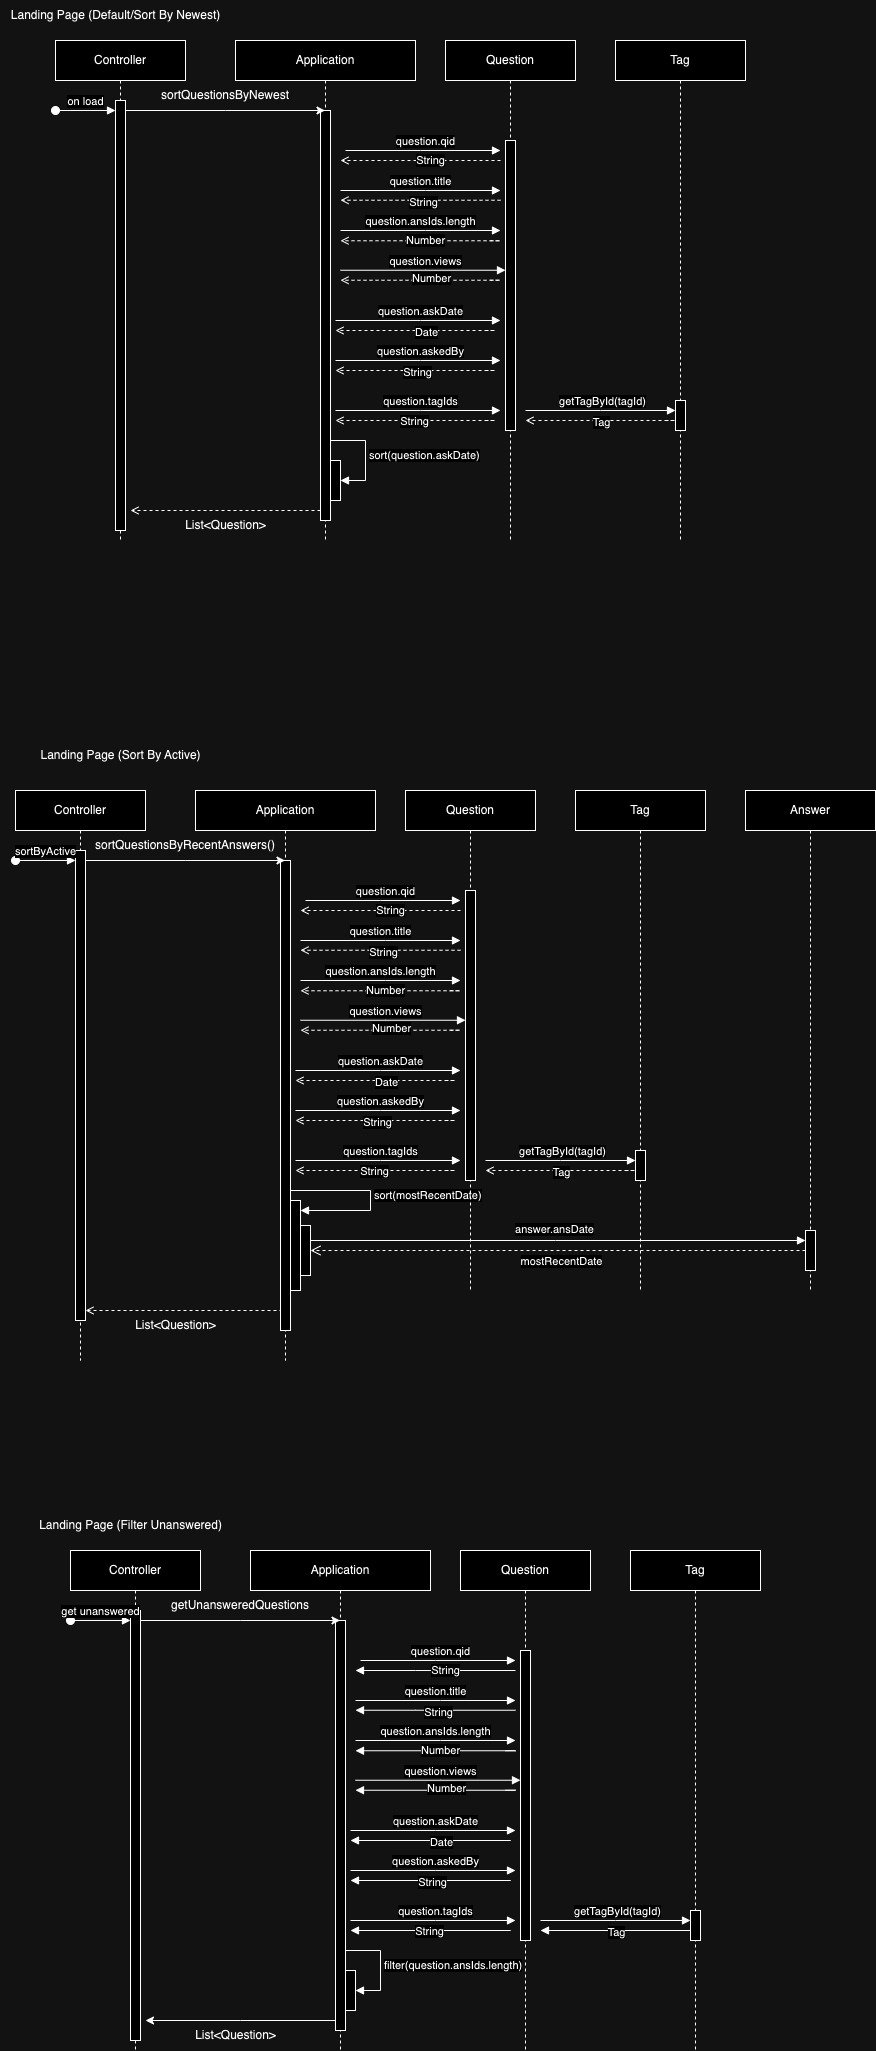 Landing Page (Default/Sort By Newest)
Controller
Application
Question
Tag
on load
sortQuestionsByNewest
question.qid
String
question.title
String
question.ansIds.length
Number
question.views
Number
question.askDate
Date
question.askedBy
String
question.tagIds
getTagById(tagId)
String
Tag
sort(question.askDate)
List<Question>
Landing Page (Sort By Active)
Controller
Application
Question
Tag
Answer
sortByActive
sortQuestionsByRecentAnswers()
question.qid
String
question.title
String
question.ansIds.length
Number
question.views
Number
question.askDate
Date
question.askedBy
String
question.tagIds
getTagById(tagId)
String
Tag
sort(mostRecentDate)
answer.ansDate
mostRecentDate
List<Question>
Landing Page (Filter Unanswered)
Controller
Application
Question
Tag
get unanswered
getUnansweredQuestions
question.qid
String
question.title
String
question.ansIds.length
Number
question.views
Number
question.askDate
Date
question.askedBy
String
question.tagIds
getTagById(tagId)
String
Tag
filter(question.ansIds.length)
List<Question>